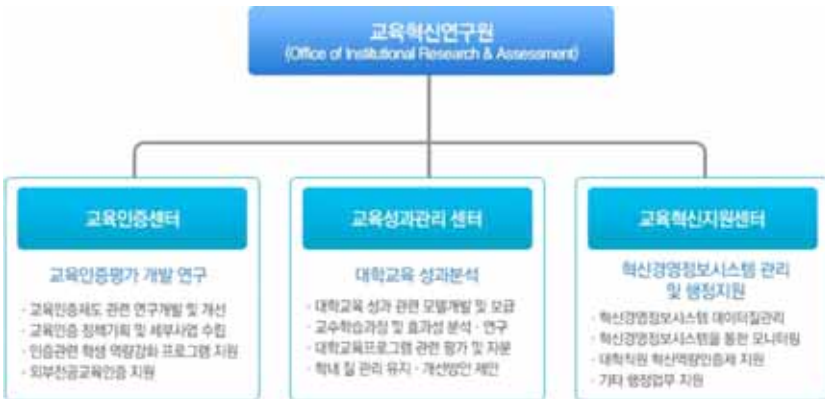 교육혁신연구원
(Office of Institutional Research & Assessment)
교육인증센터
교육인증평가 개발 연구
· 교육인증제도 관련 연구개발 및 개선
· 교육인증 정책기획 및 세부사업 수립
· 인증관련 학생 역량강화 프로그램 지원
· 외부전공교육인증 지원
교육성과관리 센터
대학교육 성과분석
· 대학교육 성과 관련 모델개발 및 보급
· 교수학습과정 및 효과성 분석 · 연구
· 대학교육프로그램 관련 평가 및 자문
· 학내 질 관리 유지 · 개선방안 제안
교육혁신지원센터
혁신경영정보시스템 관리
및 행정지원
· 혁신경영정보시스템 데이터질관리
· 혁신경영정보시스템을 통한 모니터링
· 대학직원 혁신역량인증제 지원
· 기타 행정업무 지원